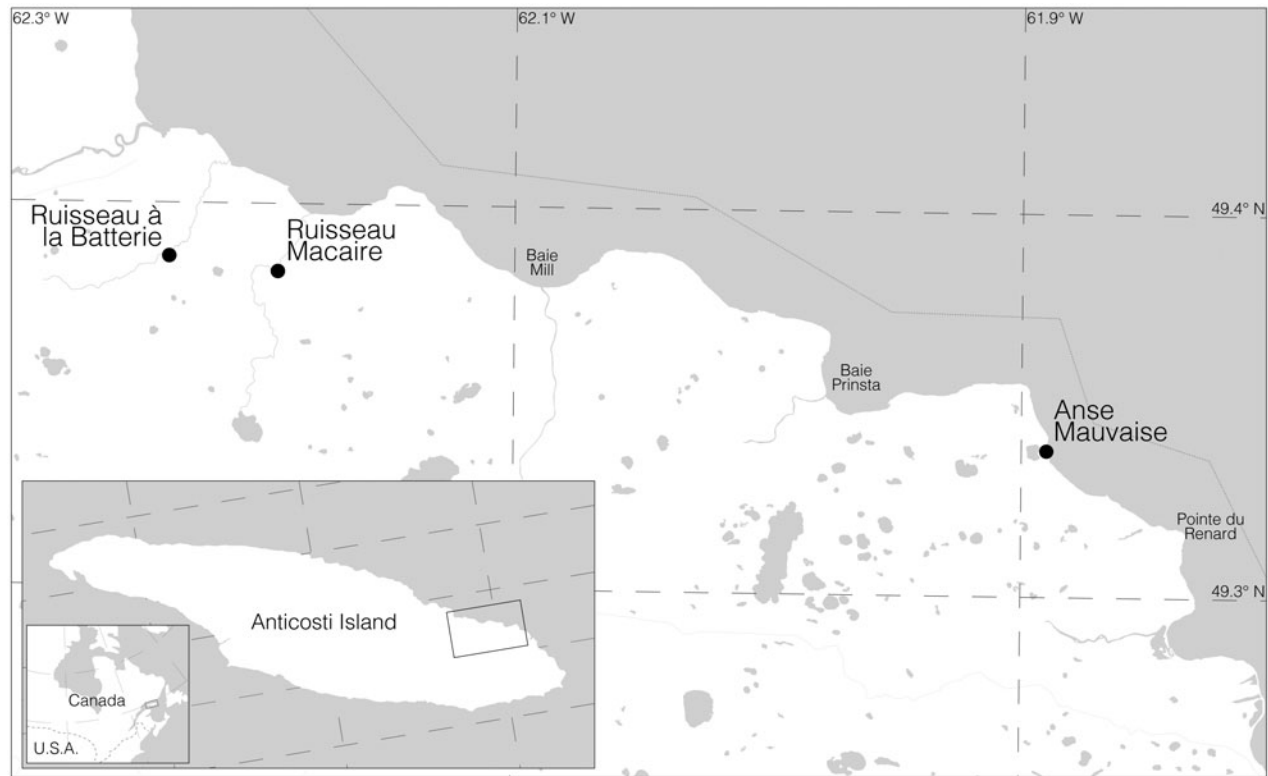 62.3° W
62.1° W
61.9° W
Ruisseau à
la Batterie
Ruisseau
Macaire
49.4° N
Baie
Mill
Baie
Prinsta
Anse
Mauvaise
Pointe du
Renard
49.3° N
Anticosti Island
Canada
U.S.A.